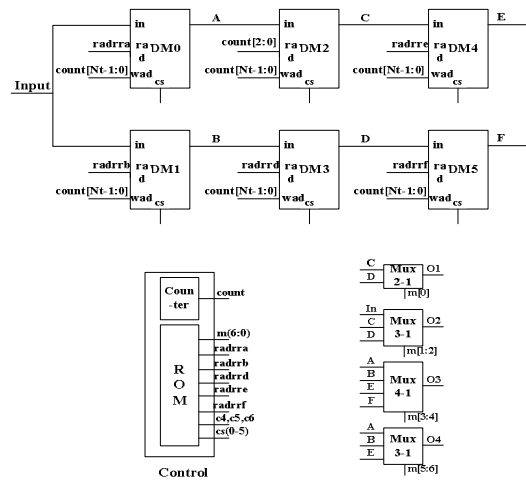 A C E
in in in
radrra ra DM0 count[2:0] ra DM2 radrre ra DM4
d d d
count[Nt-1:0] wad count[Nt-1:0] wad count[Nt-1:0] wad
cs cs cs
Input
B D F
in in in
radrrb ra DM1 radrrd ra DM3 radrrf ra DM5
d d d
count[Nt-1:0] wad count[Nt-1:0] wad count[Nt-1:0] wad
cs cs cs
Coun
-ter
count
ROM
m(6:0)
radrra
radrrb
radrrd
radrre
radrrf
c4,c5,c6
cs(0-5)
Control
C
D
Mux
2-1
O1
m[0]
In
C
D
Mux
3-1
O2
m[1:2]
A
B
E
F
Mux
4-1
O3
m[3:4]
A
B
E
Mux
3-1
O4
m[5:6]